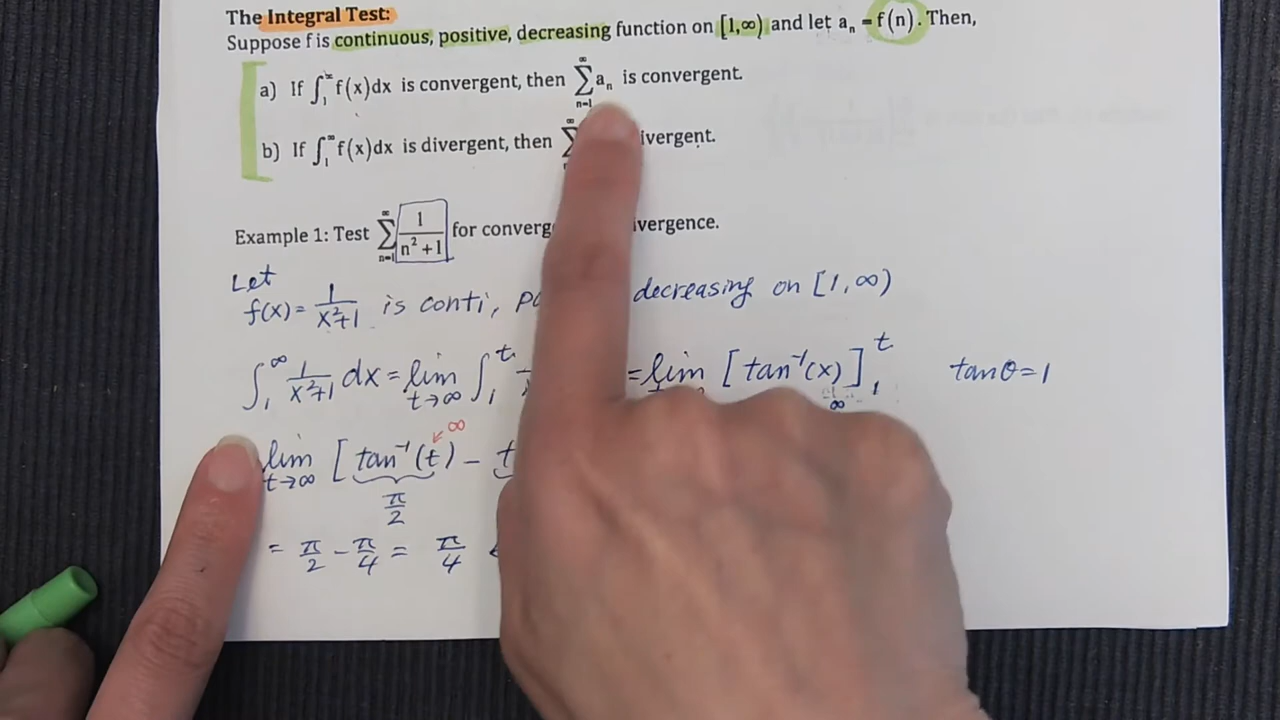 The Integral Test:
Suppose f is continuous, positive, decreasing function on [1,∞) and let aₙ = f(n). Then,
a) If ∫₁^∞ f(x)dx is convergent, then ∑_{n=1}^∞ aₙ is convergent.
b) If ∫₁^∞ f(x)dx is divergent, then ∑ ivergent.
Example 1: Test ∑_{n=1}^∞ 1/(n²+1) for converg ivergence.
Let
f(x) = 1/(x²+1) is conti, po decreasing on [1,∞)
∫₁^∞ 1/(x²+1) dx = lim_{t→∞} ∫₁^t = lim [tan⁻¹(x)]₁^t tanθ=1
∞
lim_{t→∞} [tan⁻¹(t) – t
∞
π/2
= π/2 – π/4 = π/4 <